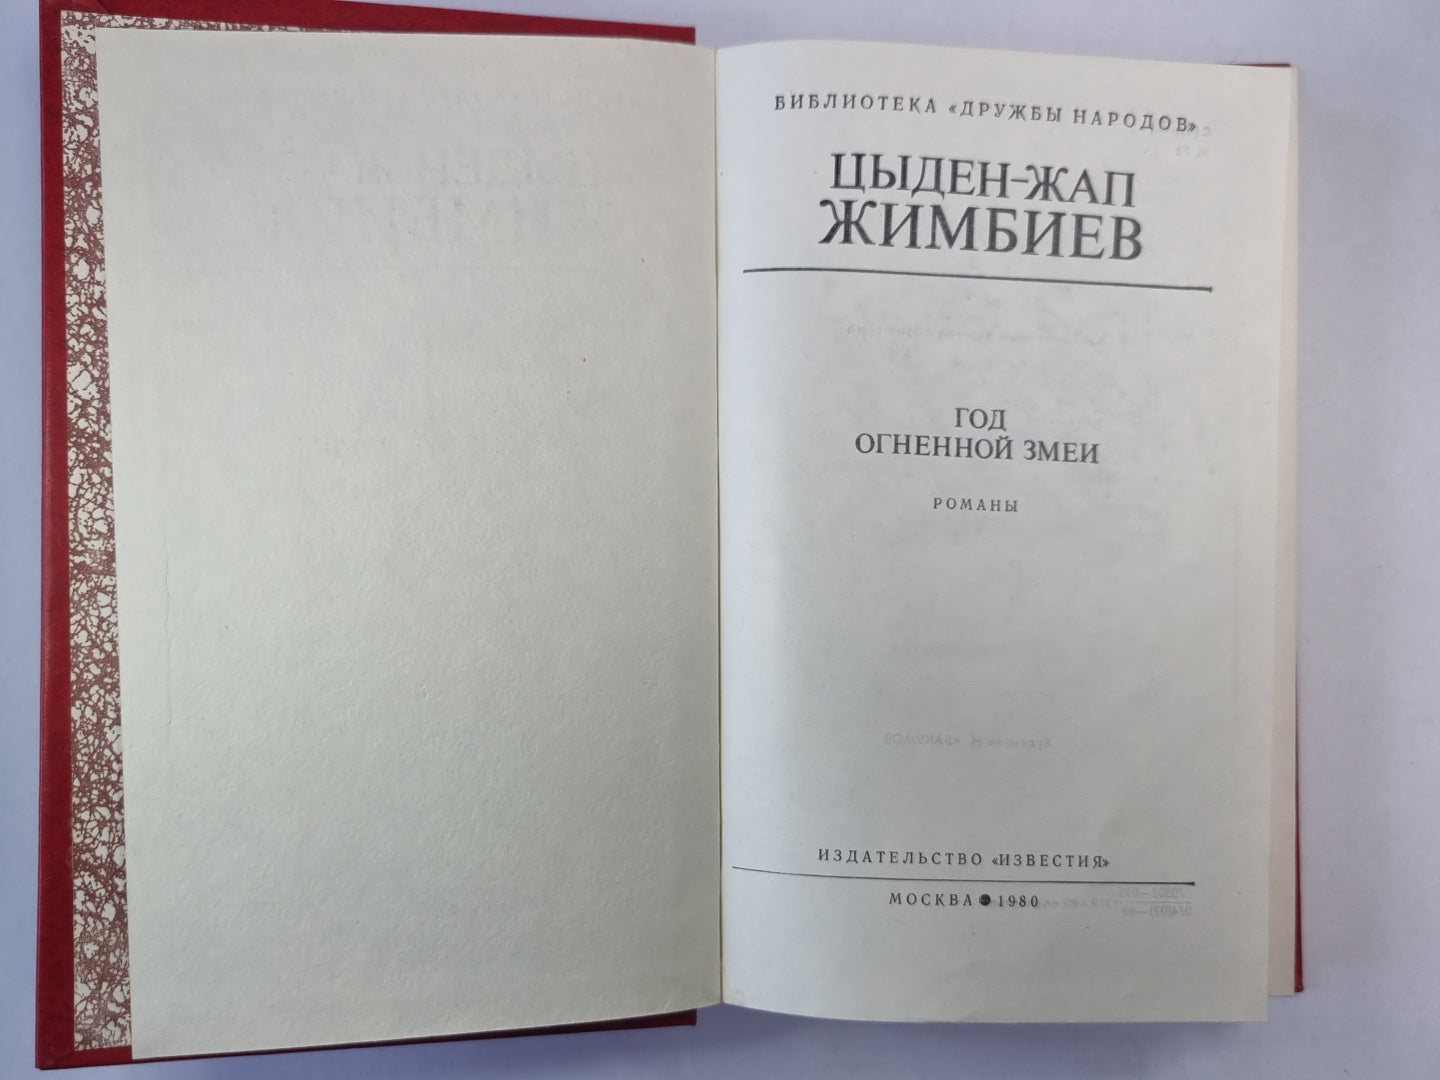 БИБЛИОТЕКА «ДРУЖБЫ НАРОДОВ»
ЦЫДЕН-ЖАП
ЖИМБИЕВ
ГОД
ОГНЕННОЙ ЗМЕИ
РОМАНЫ
ИЗДАТЕЛЬСТВО «ИЗВЕСТИЯ»
МОСКВА ● 1980